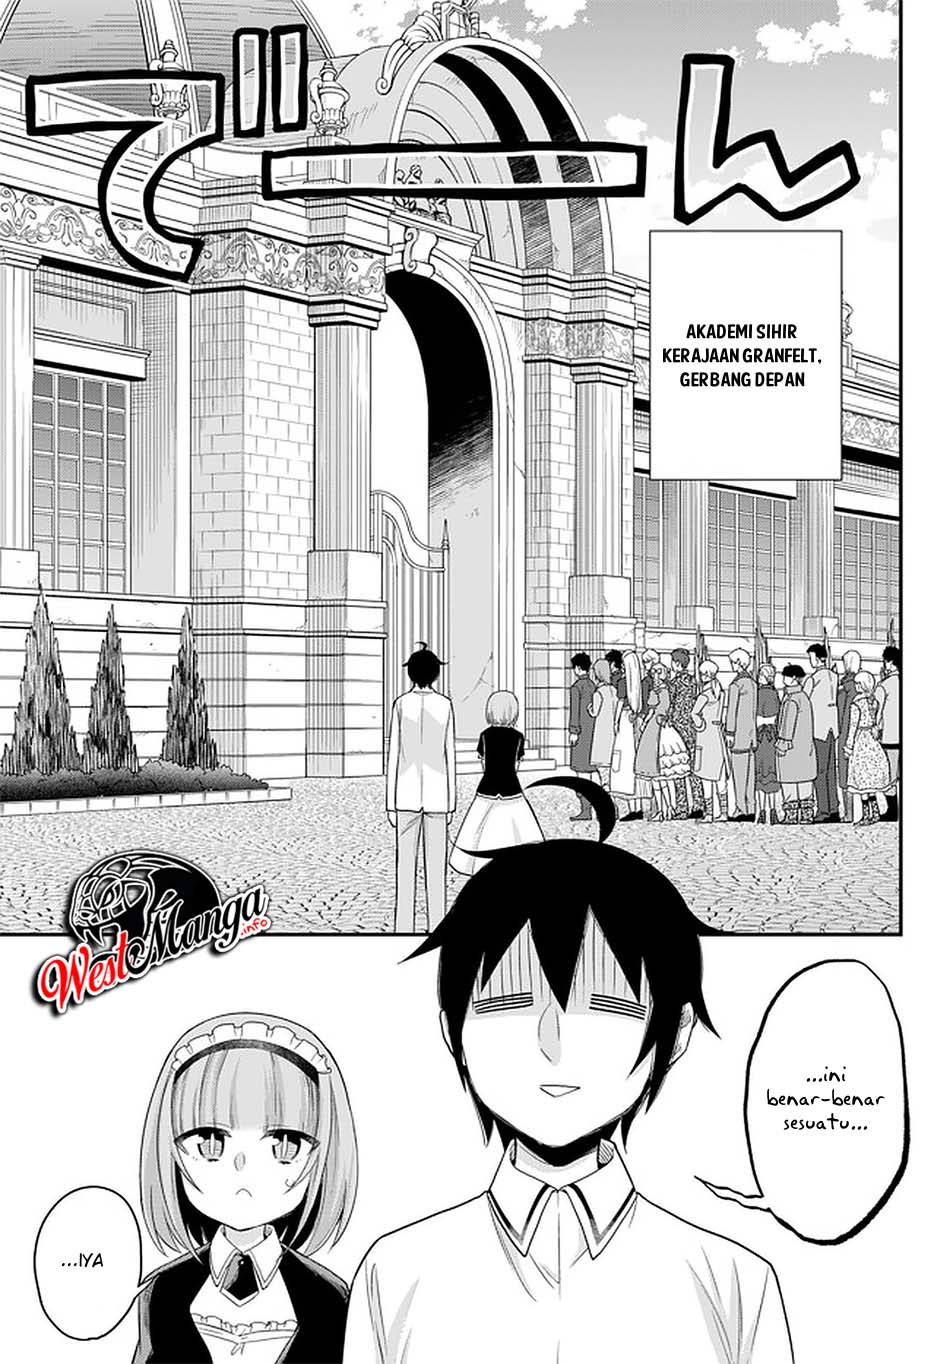 でーん
AKADEMI SIHIR
KERAJAAN GRANFELT,
GERBANG DEPAN
WestManga
.info
...ini
benar-benar
sesuatu...
...IYA